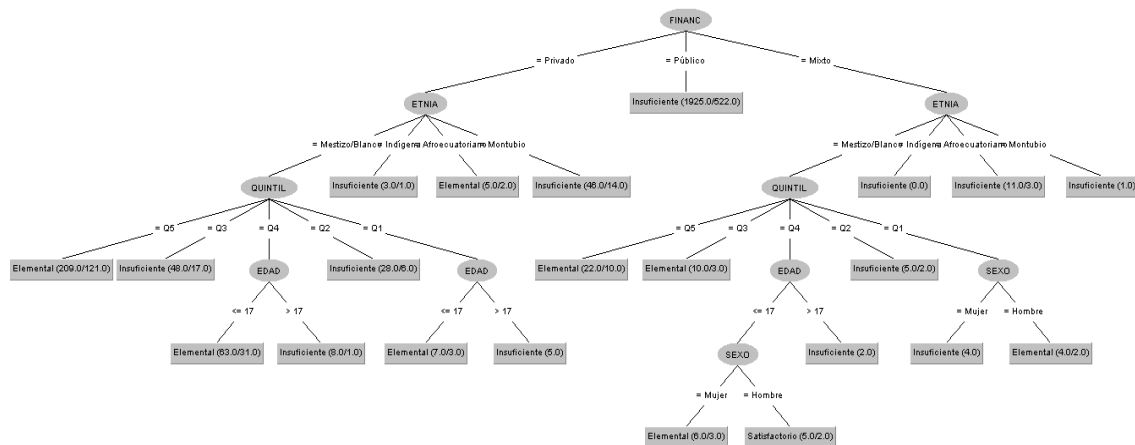 FINANC
= Privado = Público = Mixto
ETNIA Insuficiente (1925.0/522.0) ETNIA
= Mestizo/Blanco = Indígena Afroecuatoriano Montubio = Mestizo/Blanco = Indígena Afroecuatoriano Montubio
QUINTIL Insuficiente (3.0/1.0) Elemental (5.0/2.0) Insuficiente (46.0/14.0) QUINTIL Insuficiente (0.0) Insuficiente (11.0/3.0) Insuficiente (1.0)
= Q5 = Q3 = Q4 = Q2 = Q1 = Q5 = Q3 = Q4 = Q2 = Q1
Elemental (209.0/121.0) Insuficiente (48.0/17.0) EDAD Insuficiente (28.0/6.0) EDAD Elemental (22.0/10.0) Elemental (10.0/3.0) EDAD Insuficiente (5.0/2.0) SEXO
<= 17 > 17 <= 17 > 17 <= 17 > 17 = Mujer = Hombre
Elemental (63.0/31.0) Insuficiente (8.0/1.0) Elemental (7.0/3.0) Insuficiente (5.0) SEXO Insuficiente (2.0) Insuficiente (4.0) Elemental (4.0/2.0)
= Mujer = Hombre
Elemental (6.0/3.0) Satisfactorio (5.0/2.0)